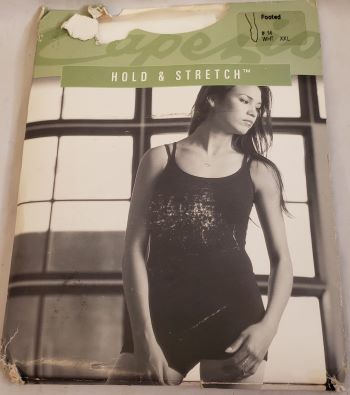 Capezio
Footed
# 14
WHT XXL
HOLD & STRETCH™